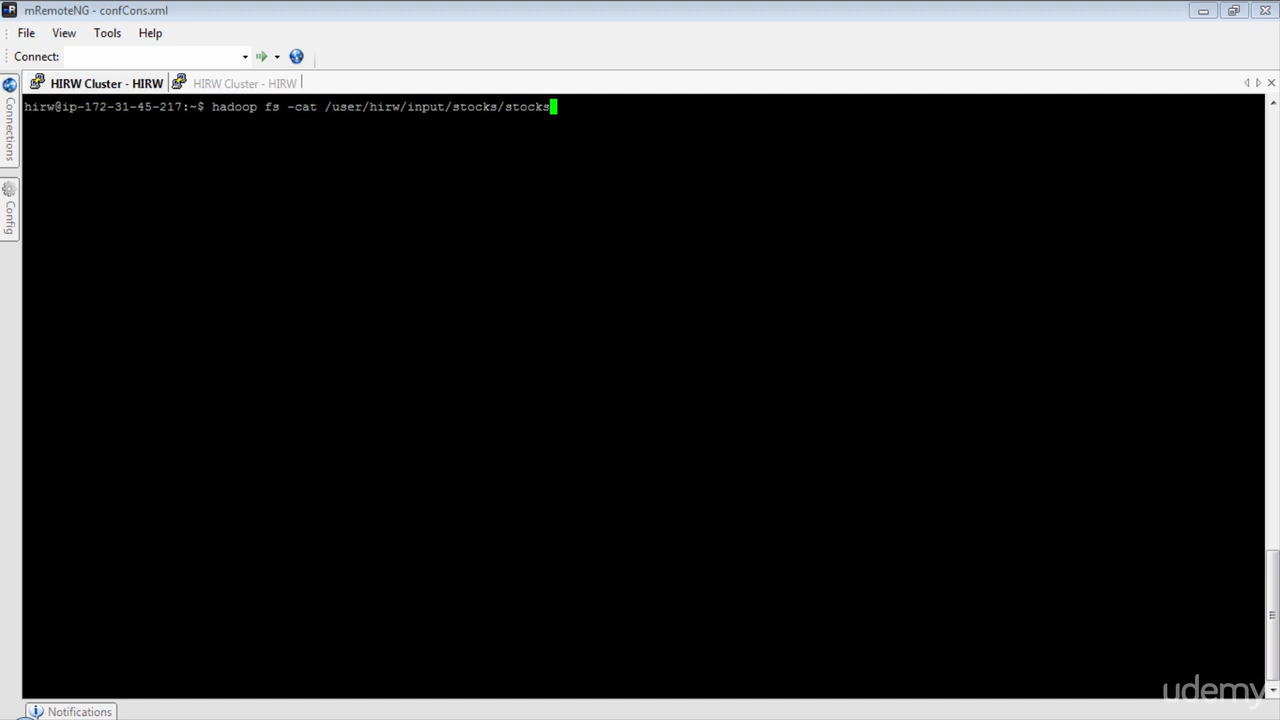 mRemoteNG - confCons.xml
File View Tools Help
Connect:
HIRW Cluster - HIRW
HIRW Cluster - HIRW
Connections
Config
hirw@ip-172-31-45-217:~$ hadoop fs -cat /user/hirw/input/stocks/stocks
Notifications
udemy